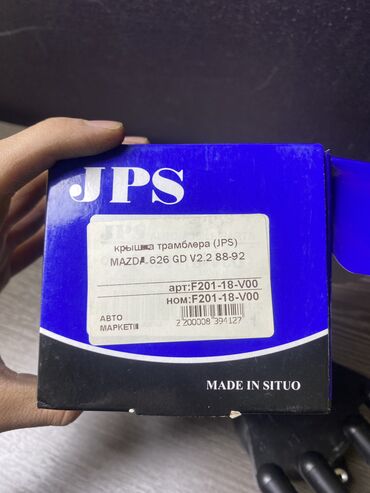 JPS
крышка трамблера (JPS)
MAZDA 626 GD V2.2 88-92
арт:F201-18-V00
ном:F201-18-V00
АВТО
МАРКЕТ
2 200008 394127
MADE IN SITUO